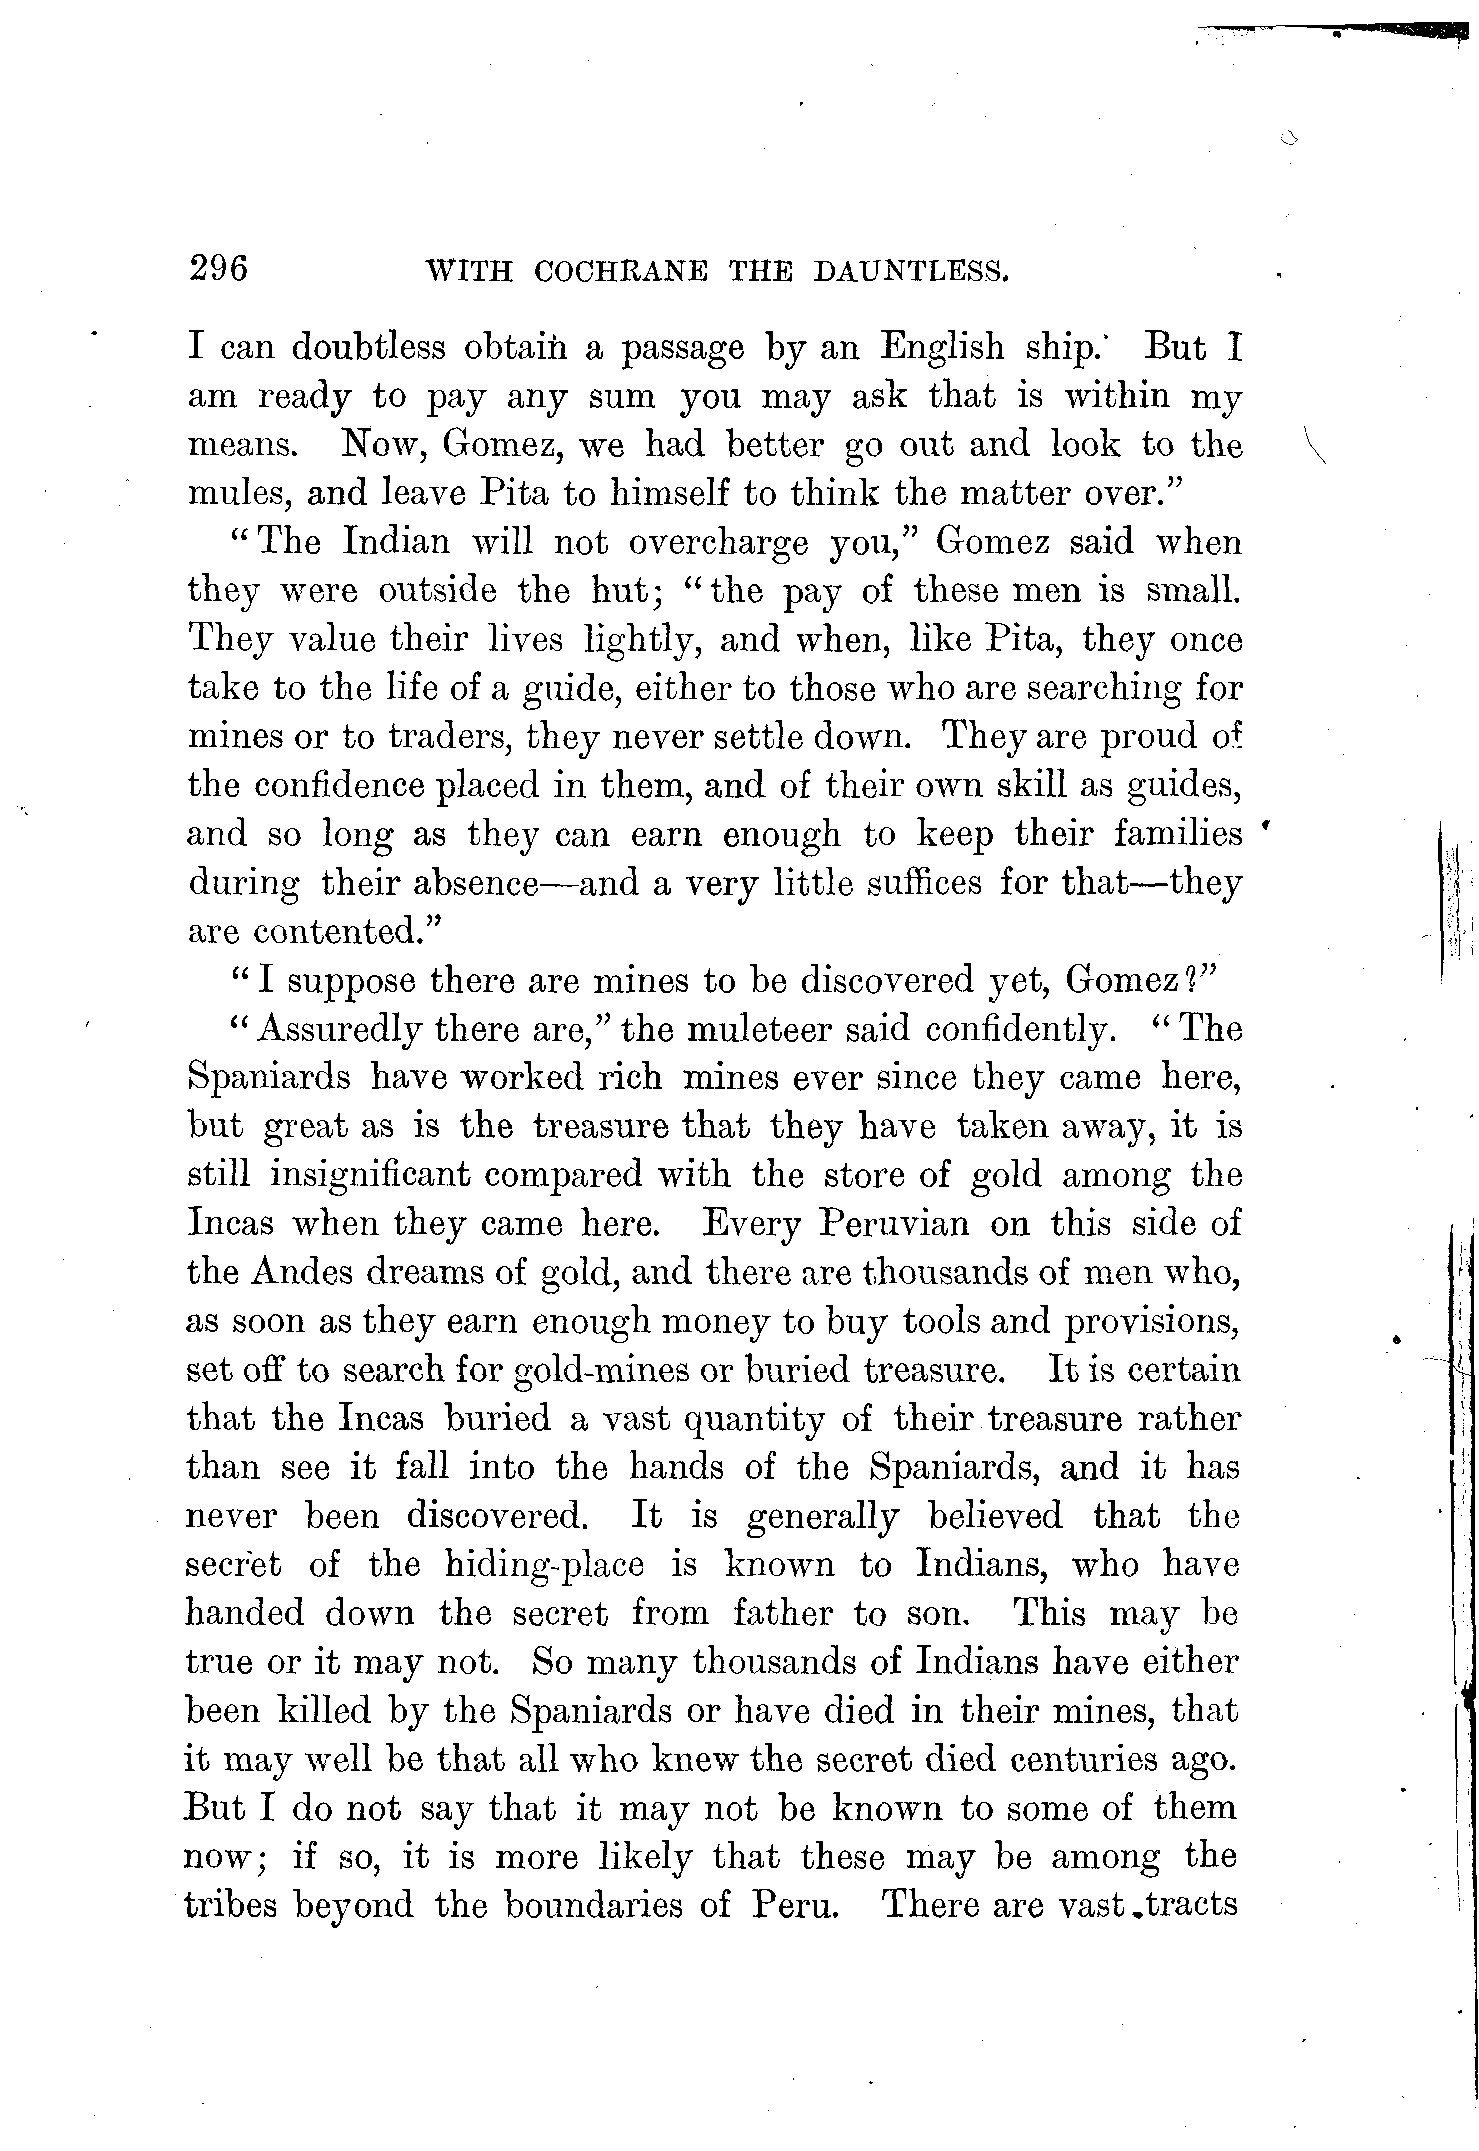 296 WITH COCHRANE THE DAUNTLESS.
I can doubtless obtain a passage by an English ship. But I
am ready to pay any sum you may ask that is within my
means. Now, Gomez, we had better go out and look to the
mules, and leave Pita to himself to think the matter over.”
“The Indian will not overcharge you,” Gomez said when
they were outside the hut; “the pay of these men is small.
They value their lives lightly, and when, like Pita, they once
take to the life of a guide, either to those who are searching for
mines or to traders, they never settle down. They are proud of
the confidence placed in them, and of their own skill as guides,
and so long as they can earn enough to keep their families
during their absence—and a very little suffices for that—they
are contented.”
“I suppose there are mines to be discovered yet, Gomez?”
“Assuredly there are,” the muleteer said confidently. “The
Spaniards have worked rich mines ever since they came here,
but great as is the treasure that they have taken away, it is
still insignificant compared with the store of gold among the
Incas when they came here. Every Peruvian on this side of
the Andes dreams of gold, and there are thousands of men who,
as soon as they earn enough money to buy tools and provisions,
set off to search for gold-mines or buried treasure. It is certain
that the Incas buried a vast quantity of their treasure rather
than see it fall into the hands of the Spaniards, and it has
never been discovered. It is generally believed that the
secret of the hiding-place is known to Indians, who have
handed down the secret from father to son. This may be
true or it may not. So many thousands of Indians have either
been killed by the Spaniards or have died in their mines, that
it may well be that all who knew the secret died centuries ago.
But I do not say that it may not be known to some of them
now; if so, it is more likely that these may be among the
tribes beyond the boundaries of Peru. There are vast tracts